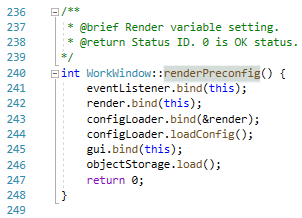 236 /**
237 * @brief Render variable setting.
238 * @return Status ID. 0 is OK status.
239 */
240 int WorkWindow::renderPreconfig() {
241 eventListener.bind(this);
242 render.bind(this);
243 configLoader.bind(&render);
244 configLoader.loadConfig();
245 gui.bind(this);
246 objectStorage.load();
247 return 0;
248 }
249